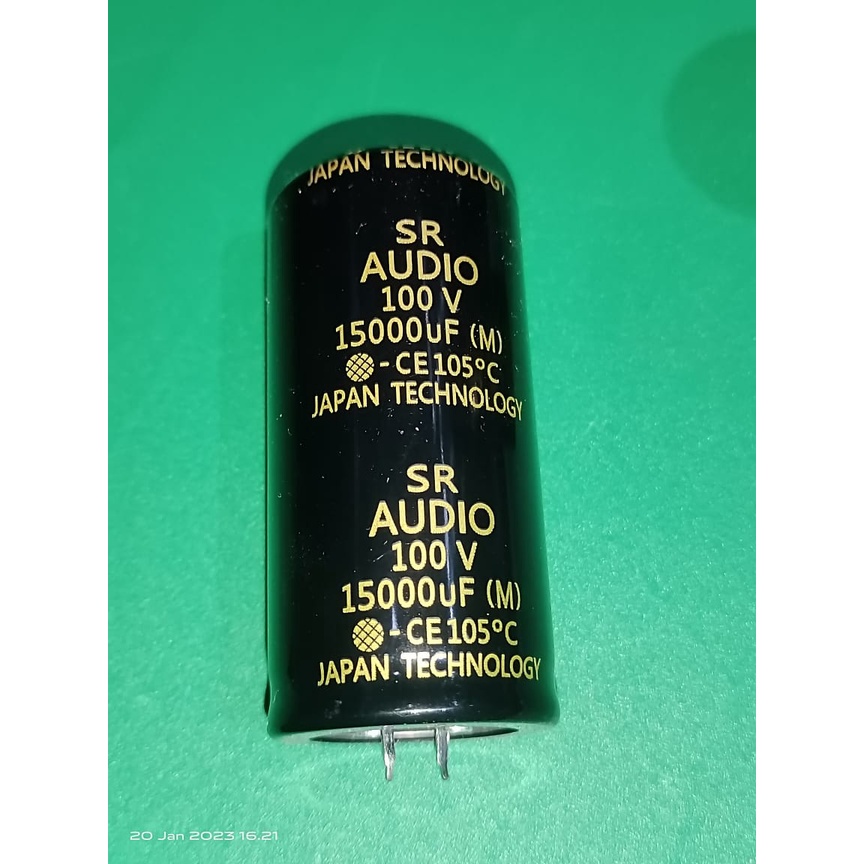 JAPAN TECHNOLOGY
SR
AUDIO
100 V
15000uF (M)
- CE 105°C
JAPAN TECHNOLOGY
SR
AUDIO
100 V
15000uF (M)
- CE 105°C
JAPAN TECHNOLOGY
20 Jan 2023 16.21